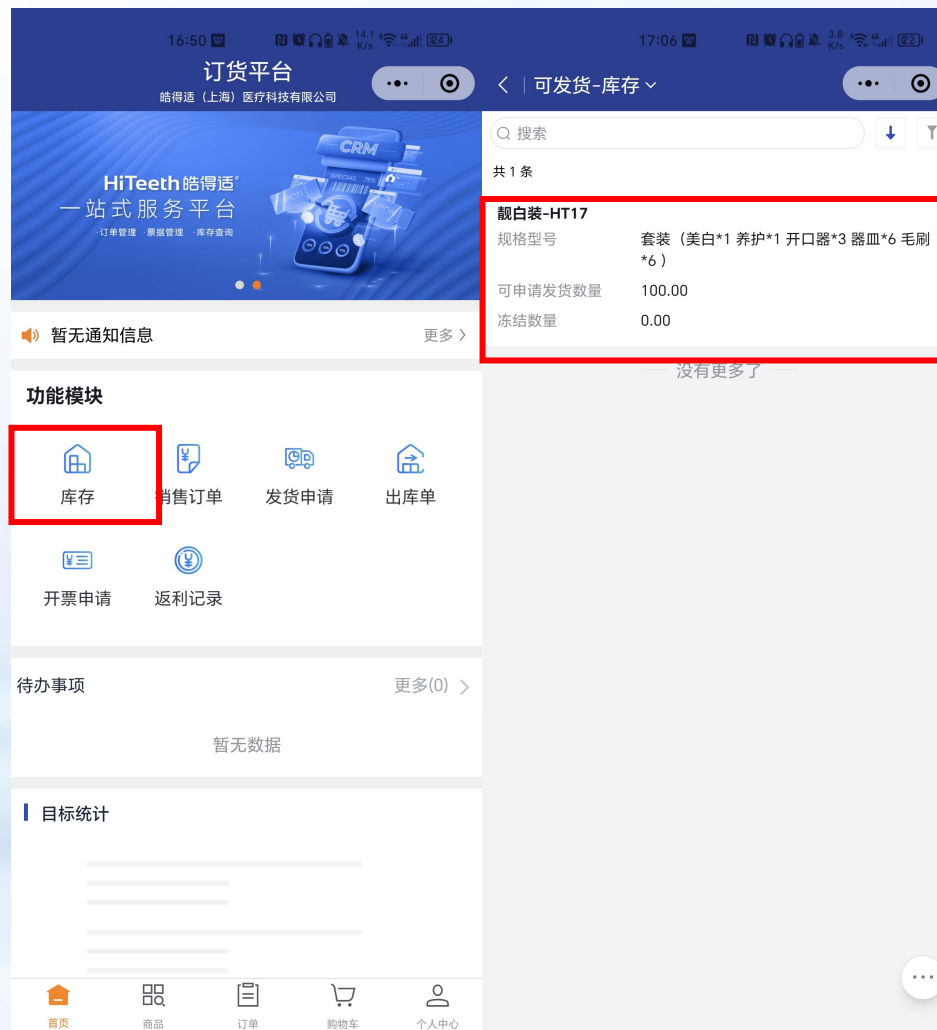 16:50
14.1
K/s
24
订货平台
皓得适（上海）医疗科技有限公司
CRM
SPECIAL 75%
HiTeeth皓得适®
一站式服务平台
·订单管理 ·票据管理 ·库存查询
暂无通知信息
更多
功能模块
库存
销售订单
发货申请
出库单
开票申请
返利记录
待办事项
更多(0)
暂无数据
目标统计
首页
商品
订单
购物车
个人中心
17:06
3.8
K/s
22
可发货-库存
搜索
共 1 条
靓白装-HT17
规格型号
套装（美白*1 养护*1 开口器*3 器皿*6 毛刷
*6 ）
可申请发货数量
100.00
冻结数量
0.00
没有更多了